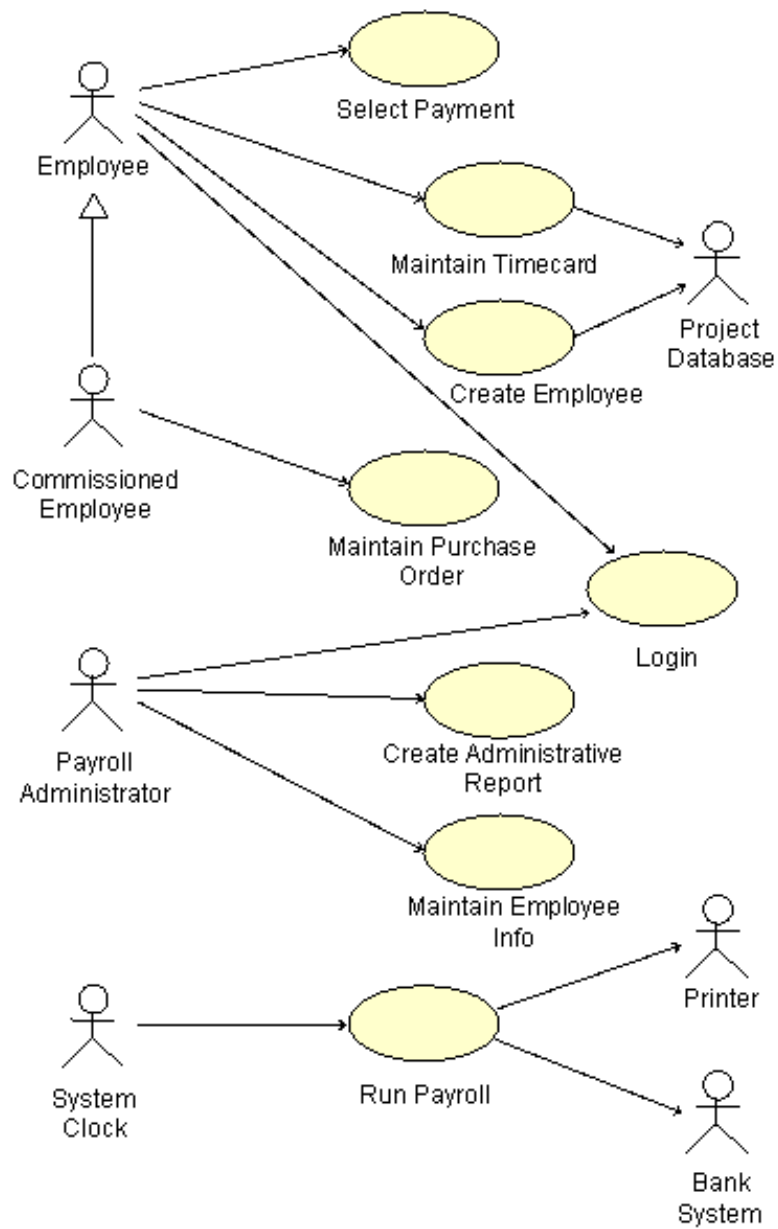 Select Payment
Employee
Maintain Timecard
Project
Database
Create Employee
Commissioned
Employee
Maintain Purchase
Order
Login
Payroll
Administrator
Create Administrative
Report
Maintain Employee
Info
Printer
System
Clock
Run Payroll
Bank
System